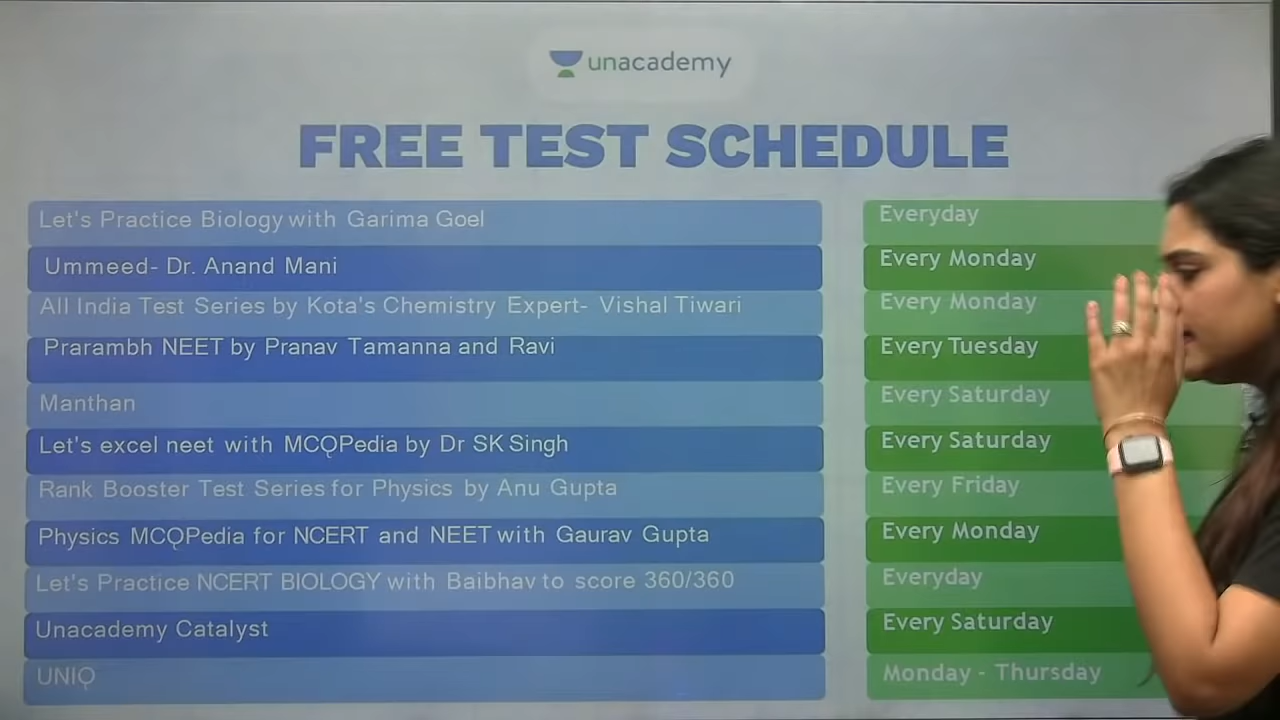 unacademy
FREE TEST SCHEDULE
Let's Practice Biology with Garima Goel Everyday
Ummeed- Dr. Anand Mani Every Monday
All India Test Series by Kota's Chemistry Expert- Vishal Tiwari Every Monday
Prarambh NEET by Pranav Tamanna and Ravi Every Tuesday
Manthan Every Saturday
Let's excel neet with MCQPedia by Dr SK Singh Every Saturday
Rank Booster Test Series for Physics by Anu Gupta Every Friday
Physics MCQPedia for NCERT and NEET with Gaurav Gupta Every Monday
Let's Practice NCERT BIOLOGY with Baibhav to score 360/360 Everyday
Unacademy Catalyst Every Saturday
UNIQ Monday - Thursday